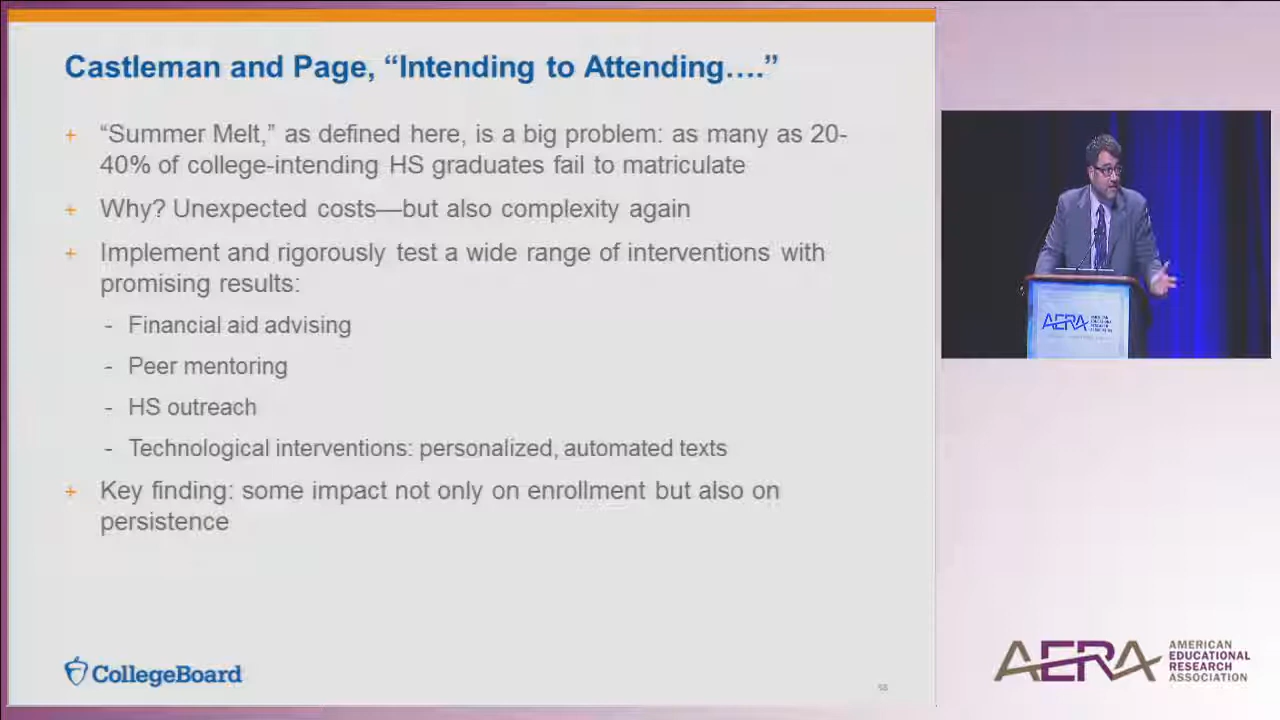 Castleman and Page, “Intending to Attending….”
+ “Summer Melt,” as defined here, is a big problem: as many as 20-
40% of college-intending HS graduates fail to matriculate
+ Why? Unexpected costs—but also complexity again
+ Implement and rigorously test a wide range of interventions with
promising results:
- Financial aid advising
- Peer mentoring
- HS outreach
- Technological interventions: personalized, automated texts
+ Key finding: some impact not only on enrollment but also on
persistence
CollegeBoard
AERA
AERA
AMERICAN
EDUCATIONAL
RESEARCH
ASSOCIATION